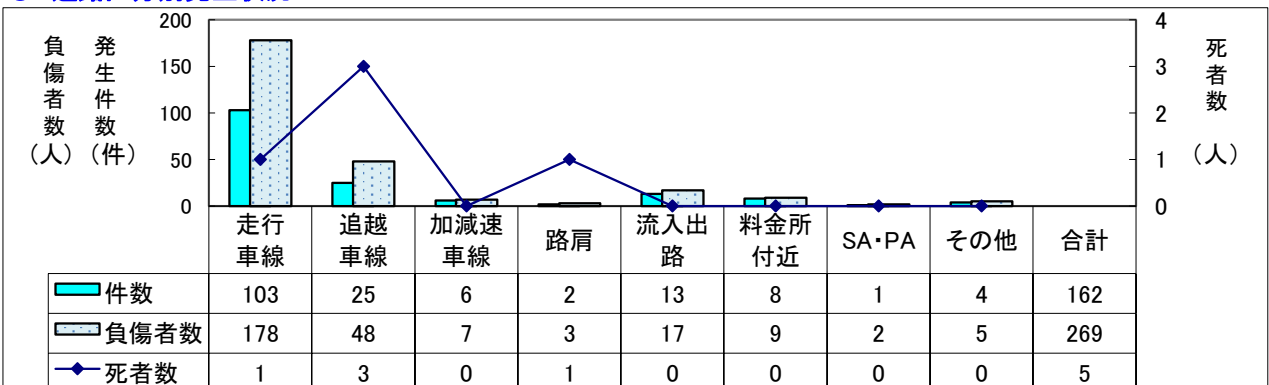 200
150
100
50
0
4
3
2
1
0
負傷者数（人）
発生件数（件）
死者数（人）
走行車線 追越車線 加減速車線 路肩 流入出路 料金所付近 SA・PA その他 合計
件数 103 25 6 2 13 8 1 4 162
負傷者数 178 48 7 3 17 9 2 5 269
死者数 1 3 0 1 0 0 0 0 5